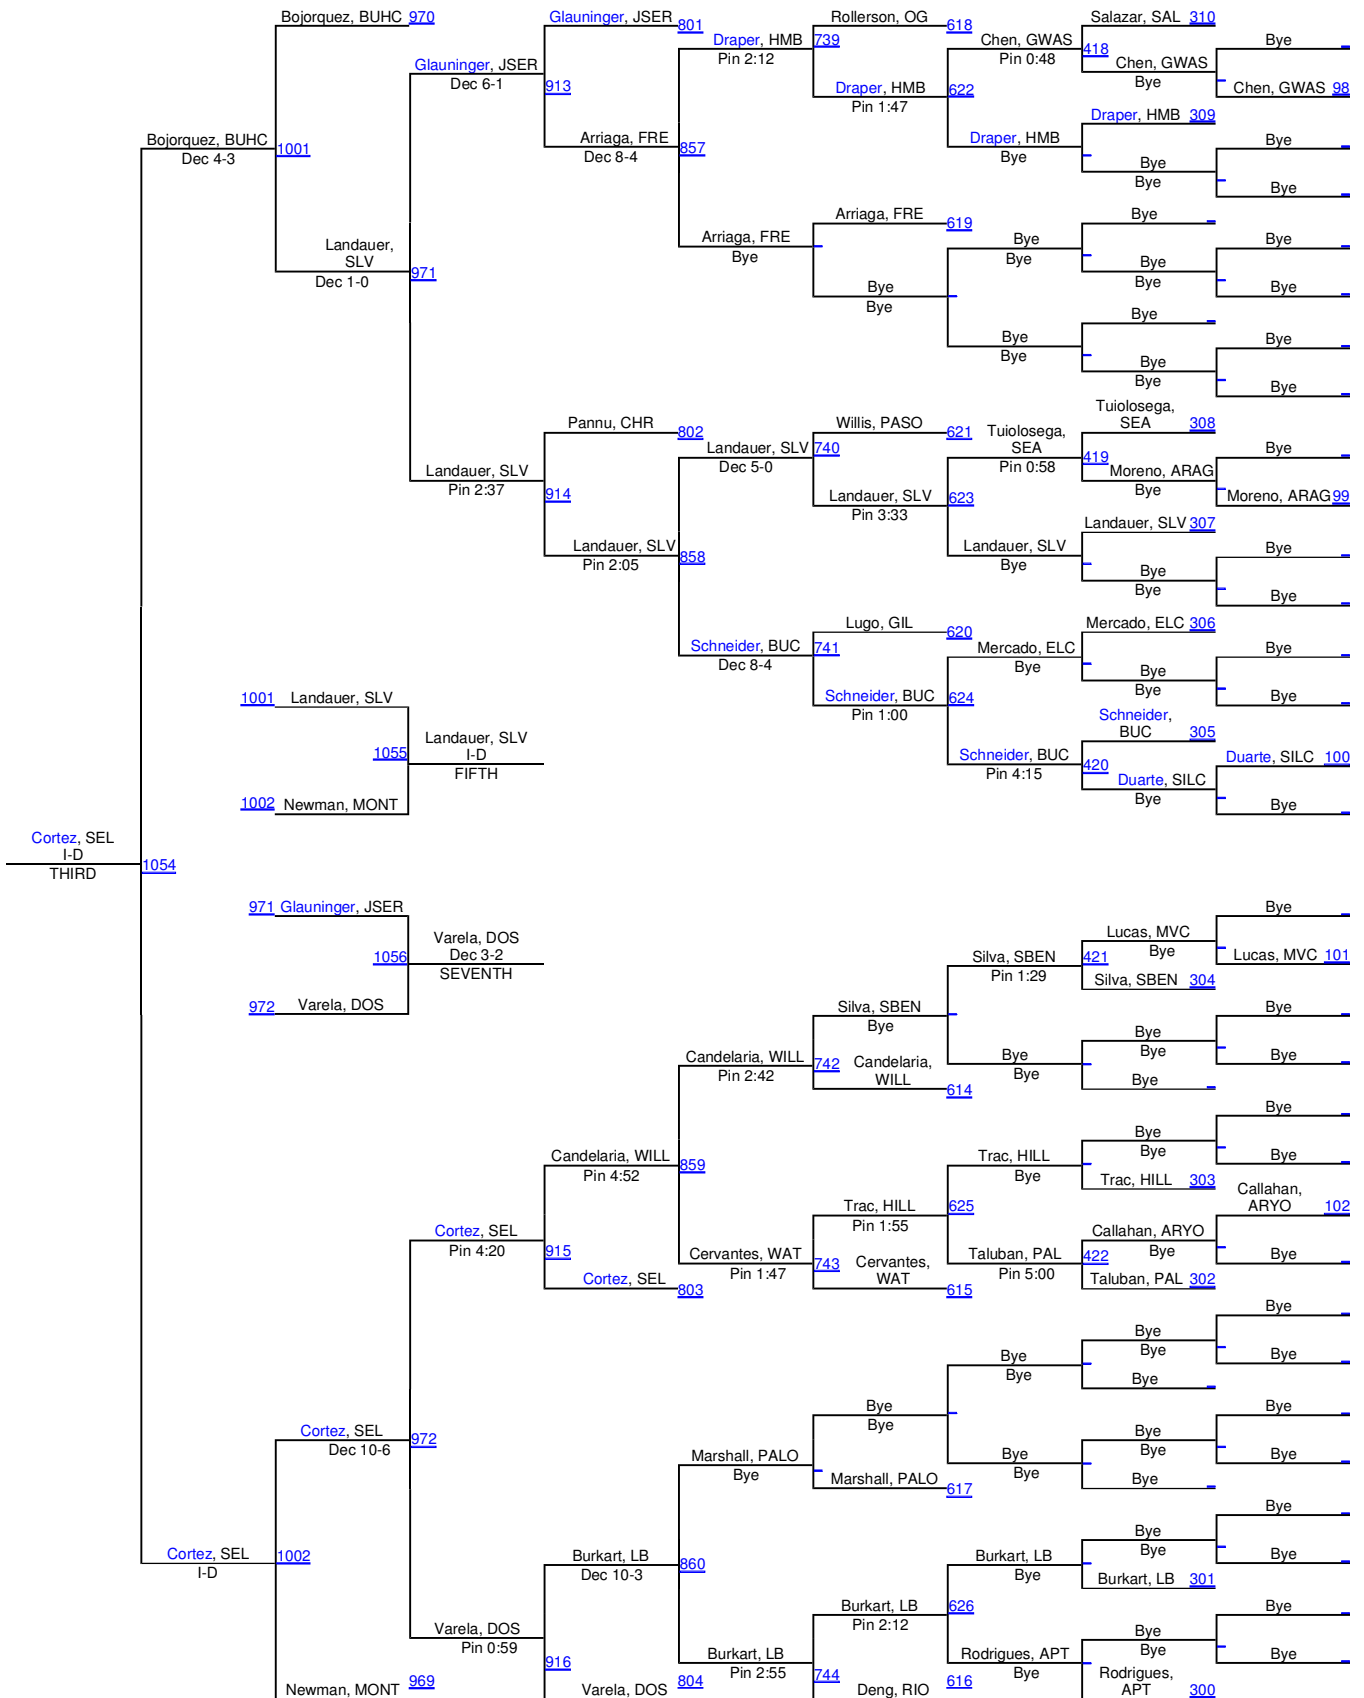 Bojorquez, BUHC 970
Glauninger, JSER 801
Rollerson, OG 618
Salazar, SAL 310
Draper, HMB 739
Pin 2:12
Chen, GWAS 418
Pin 0:48
Bye
Glauninger, JSER 913
Dec 6-1
Chen, GWAS
Bye
Draper, HMB 622
Pin 1:47
Chen, GWAS 98
Draper, HMB 309
Bojorquez, BUHC 1001
Dec 4-3
Arriaga, FRE 857
Dec 8-4
Draper, HMB
Bye
Bye
Bye
Bye
Bye
Arriaga, FRE 619
Bye
Arriaga, FRE
Bye
Bye
Bye
Bye
Landauer,
SLV 971
Dec 1-0
Bye
Bye
Bye
Bye
Bye
Bye
Bye
Bye
Bye
Bye
Bye
Bye
Tuiolosega,
SEA 308
Pannu, CHR 802
Willis, PASO 621
Tuiolosega,
SEA 419
Pin 0:58
Landauer, SLV 740
Dec 5-0
Bye
Landauer, SLV 914
Pin 2:37
Moreno, ARAG
Bye
Landauer, SLV 623
Pin 3:33
Moreno, ARAG 99
Landauer, SLV 307
Landauer, SLV 858
Pin 2:05
Landauer, SLV
Bye
Bye
Bye
Bye
Bye
Lugo, GIL 620
Mercado, ELC 306
Schneider, BUC 741
Dec 8-4
Mercado, ELC
Bye
Bye
Bye
Bye
Schneider, BUC 624
Pin 1:00
Bye
1001 Landauer, SLV
Schneider,
BUC 305
1055 Landauer, SLV
I-D
FIFTH
Schneider, BUC 420
Pin 4:15
Duarte, SILC 100
Duarte, SILC
Bye
1002 Newman, MONT
Bye
Cortez, SEL
I-D
THIRD 1054
971 Glauninger, JSER
Bye
1056 Varela, DOS
Dec 3-2
SEVENTH
Lucas, MVC
Bye
Silva, SBEN 421
Pin 1:29
Lucas, MVC 101
Silva, SBEN 304
972 Varela, DOS
Silva, SBEN
Bye
Bye
Bye
Bye
Candelaria, WILL 742
Pin 2:42
Candelaria,
WILL 614
Bye
Bye
Bye
Bye
Bye
Bye
Bye
Candelaria, WILL 859
Pin 4:52
Trac, HILL
Bye
Bye
Trac, HILL 303
Trac, HILL 625
Pin 1:55
Callahan,
ARYO 102
Cortez, SEL 915
Pin 4:20
Callahan, ARYO
Bye
Cervantes, WAT 743
Pin 1:47
Cervantes,
WAT 615
Taluban, PAL 422
Pin 5:00
Bye
Cortez, SEL 803
Taluban, PAL 302
Bye
Bye
Bye
Bye
Bye
Bye
Bye
Bye
Bye
Bye
Cortez, SEL 972
Dec 10-6
Bye
Bye
Marshall, PALO
Bye
Bye
Bye
Bye
Marshall, PALO 617
Bye
Bye
Bye
Bye
Cortez, SEL 1002
I-D
Burkart, LB 860
Dec 10-3
Burkart, LB
Bye
Bye
Burkart, LB 301
Burkart, LB 626
Pin 2:12
Bye
Varela, DOS 916
Pin 0:59
Bye
Bye
Burkart, LB 744
Pin 2:55
Rodrigues, APT
Bye
Bye
Newman, MONT 969
Varela, DOS 804
Deng, RIO 616
Rodrigues,
APT 300